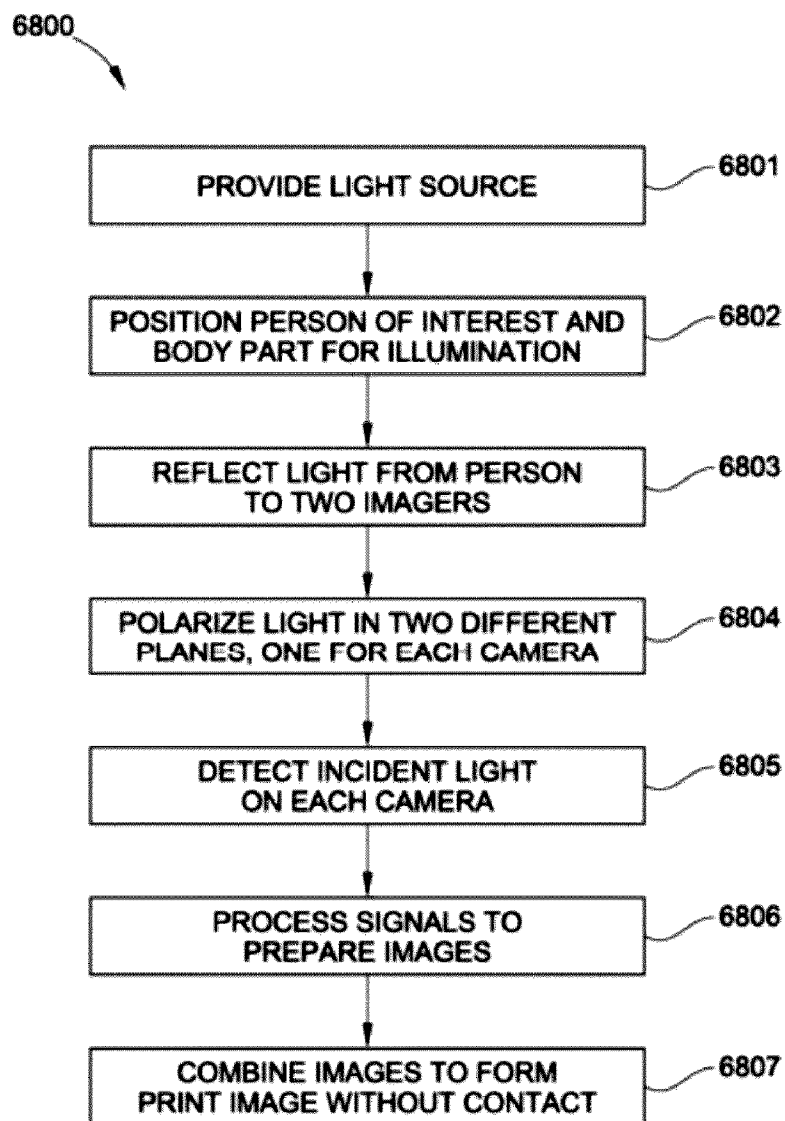 6800
PROVIDE LIGHT SOURCE
6801
POSITION PERSON OF INTEREST AND
BODY PART FOR ILLUMINATION
6802
REFLECT LIGHT FROM PERSON
TO TWO IMAGERS
6803
POLARIZE LIGHT IN TWO DIFFERENT
PLANES, ONE FOR EACH CAMERA
6804
DETECT INCIDENT LIGHT
ON EACH CAMERA
6805
PROCESS SIGNALS TO
PREPARE IMAGES
6806
COMBINE IMAGES TO FORM
PRINT IMAGE WITHOUT CONTACT
6807